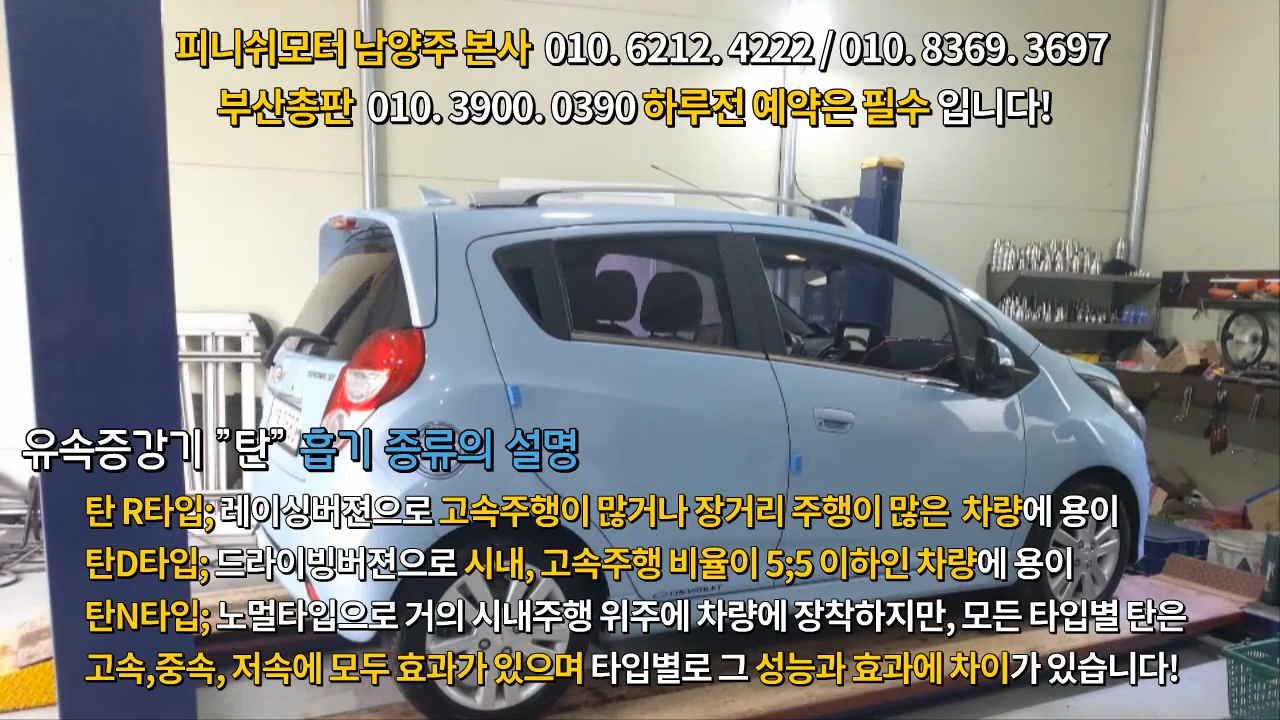 피니쉬모터 남양주 본사 010. 6212. 4222 / 010. 8369. 3697
부산총판 010. 3900. 0390 하루전 예약은 필수 입니다!
유속증강기 "탄" 흡기 종류의 설명
탄 R타입; 레이싱버젼으로 고속주행이 많거나 장거리 주행이 많은 차량에 용이
탄D타입; 드라이빙버젼으로 시내, 고속주행 비율이 5;5 이하인 차량에 용이
탄N타입; 노멀타입으로 거의 시내주행 위주에 차량에 장착하지만, 모든 타입별 탄은
CHEVROLET
고속,중속, 저속에 모두 효과가 있으며 타입별로 그 성능과 효과에 차이가 있습니다!